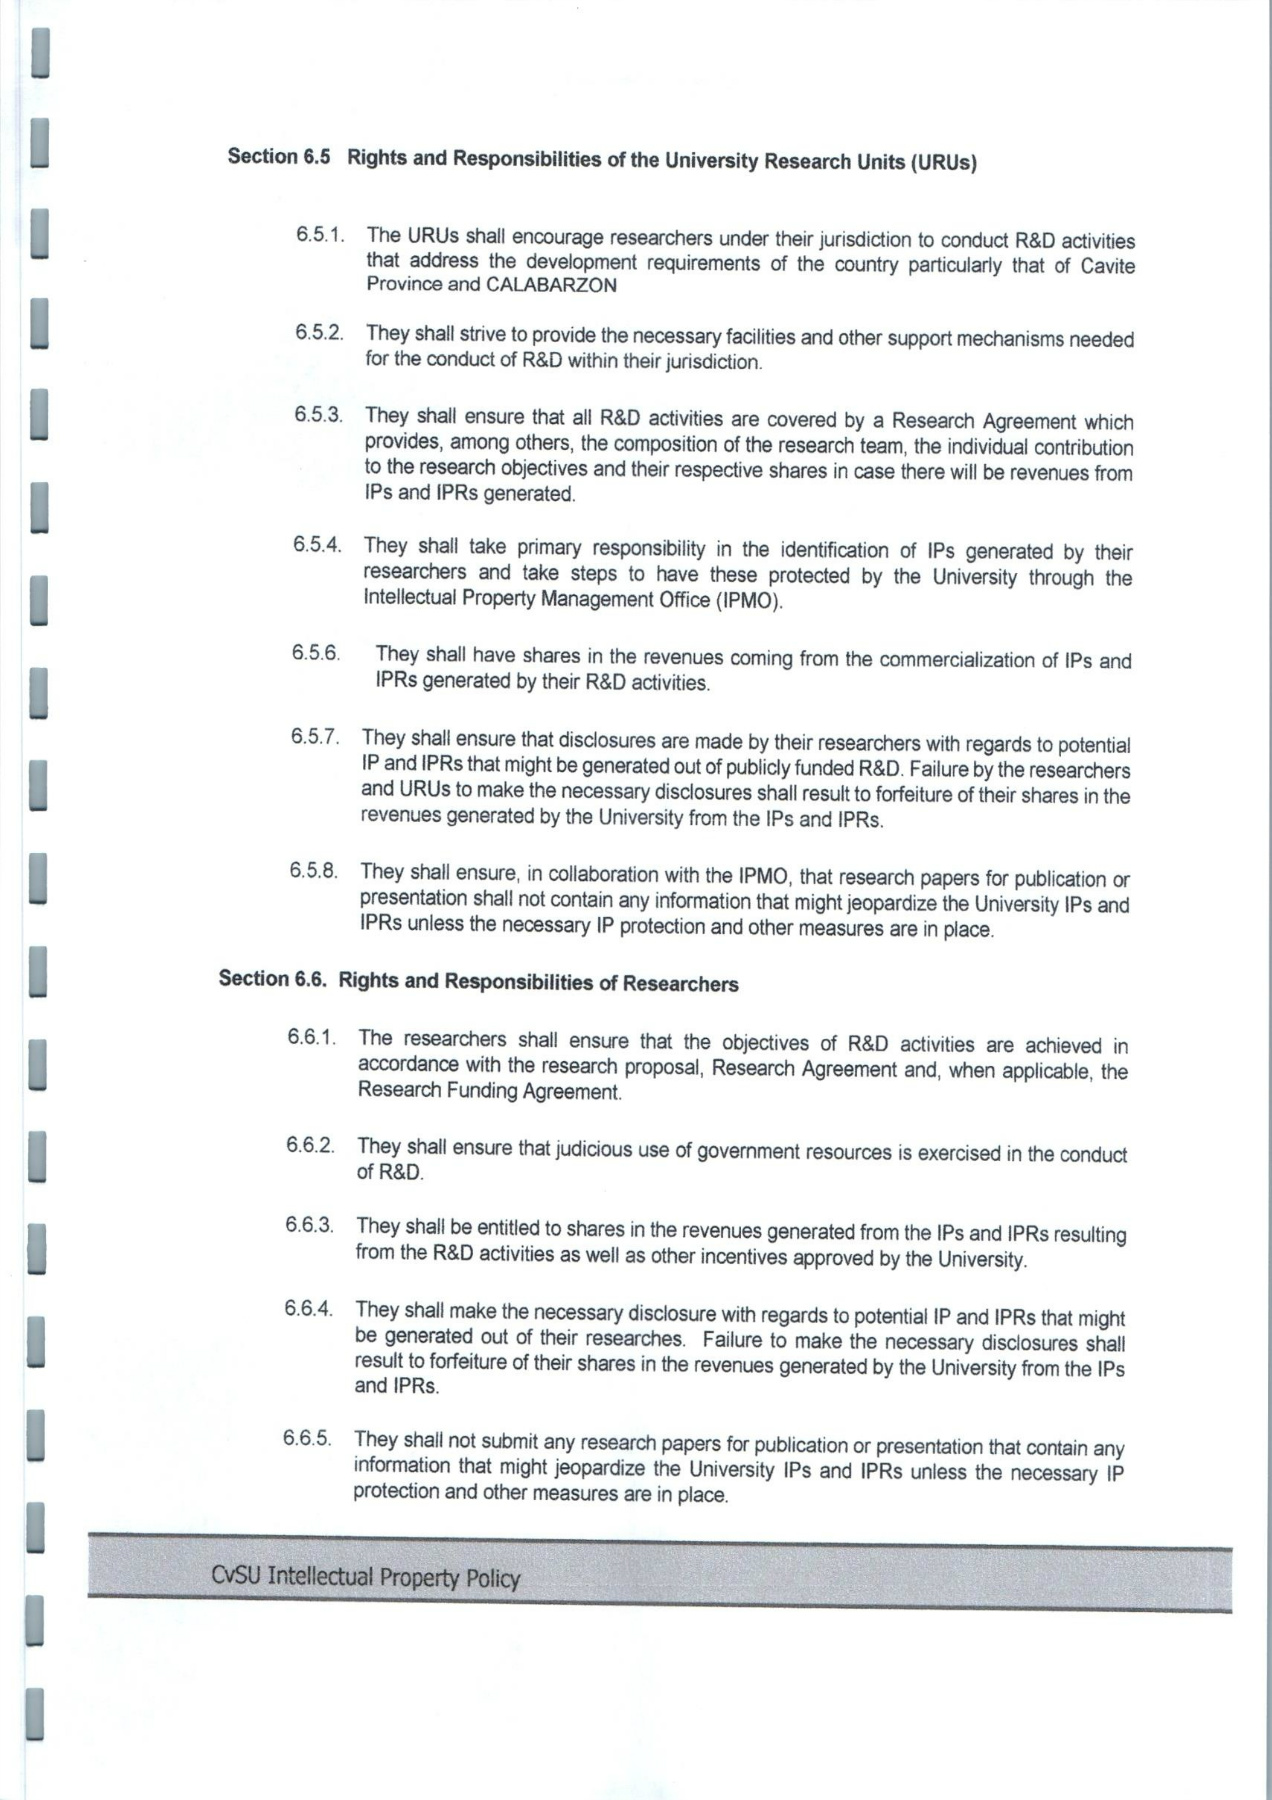 Section 6.5 Rights and Responsibilities of the University Research Units (URUs)
6.5.1. The URUs shall encourage researchers under their jurisdiction to conduct R&D activities
that address the development requirements of the country particularly that of Cavite
Province and CALABARZON
6.5.2. They shall strive to provide the necessary facilities and other support mechanisms needed
for the conduct of R&D within their jurisdiction.
6.5.3. They shall ensure that all R&D activities are covered by a Research Agreement which
provides, among others, the composition of the research team, the individual contribution
to the research objectives and their respective shares in case there will be revenues from
IPs and IPRs generated.
6.5.4. They shall take primary responsibility in the identification of IPs generated by their
researchers and take steps to have these protected by the University through the
Intellectual Property Management Office (IPMO).
6.5.6. They shall have shares in the revenues coming from the commercialization of IPs and
IPRs generated by their R&D activities.
6.5.7. They shall ensure that disclosures are made by their researchers with regards to potential
IP and IPRs that might be generated out of publicly funded R&D. Failure by the researchers
and URUs to make the necessary disclosures shall result to forfeiture of their shares in the
revenues generated by the University from the IPs and IPRs.
6.5.8. They shall ensure, in collaboration with the IPMO, that research papers for publication or
presentation shall not contain any information that might jeopardize the University IPs and
IPRs unless the necessary IP protection and other measures are in place.
Section 6.6. Rights and Responsibilities of Researchers
6.6.1. The researchers shall ensure that the objectives of R&D activities are achieved in
accordance with the research proposal, Research Agreement and, when applicable, the
Research Funding Agreement.
6.6.2. They shall ensure that judicious use of government resources is exercised in the conduct
of R&D.
6.6.3. They shall be entitled to shares in the revenues generated from the IPs and IPRs resulting
from the R&D activities as well as other incentives approved by the University.
6.6.4. They shall make the necessary disclosure with regards to potential IP and IPRs that might
be generated out of their researches. Failure to make the necessary disclosures shall
result to forfeiture of their shares in the revenues generated by the University from the IPs
and IPRs.
6.6.5. They shall not submit any research papers for publication or presentation that contain any
information that might jeopardize the University IPs and IPRs unless the necessary IP
protection and other measures are in place.
CvSU Intellectual Property Policy